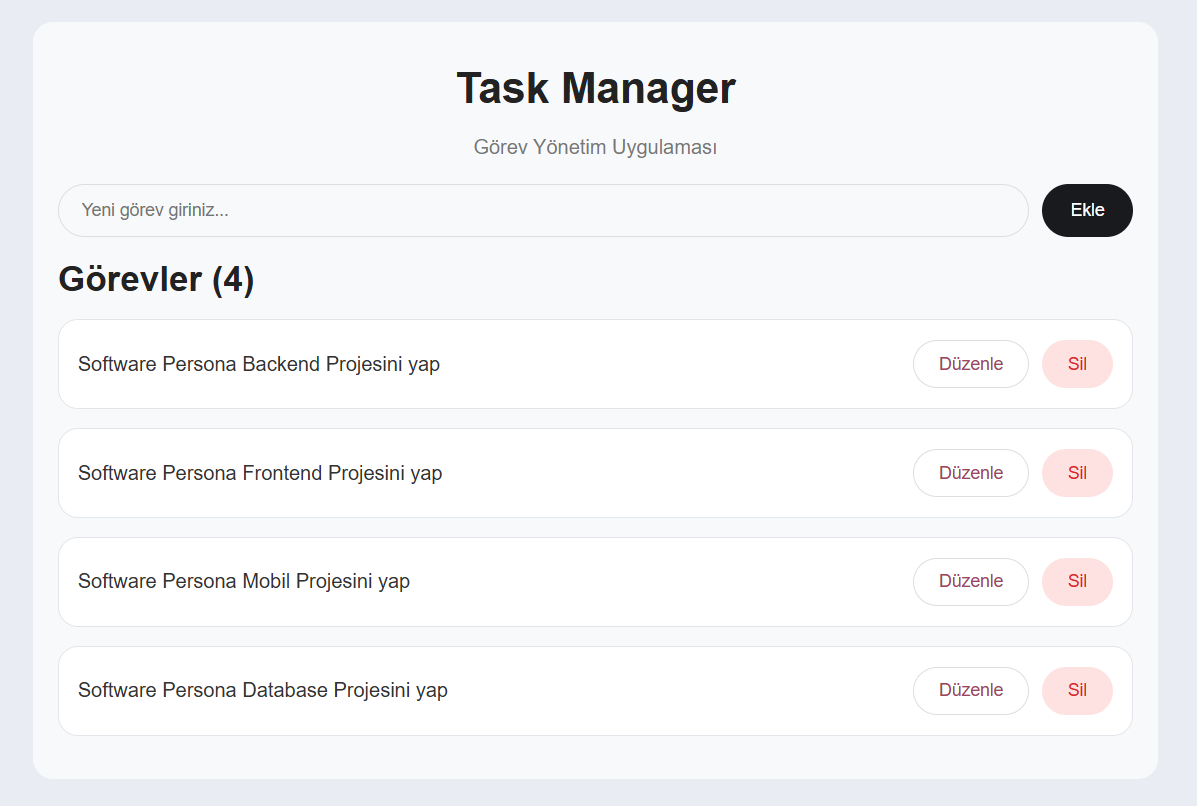 Task Manager
Görev Yönetim Uygulaması
Yeni görev giriniz...
Ekle
Görevler (4)
Software Persona Backend Projesini yap
Düzenle
Sil
Software Persona Frontend Projesini yap
Düzenle
Sil
Software Persona Mobil Projesini yap
Düzenle
Sil
Software Persona Database Projesini yap
Düzenle
Sil